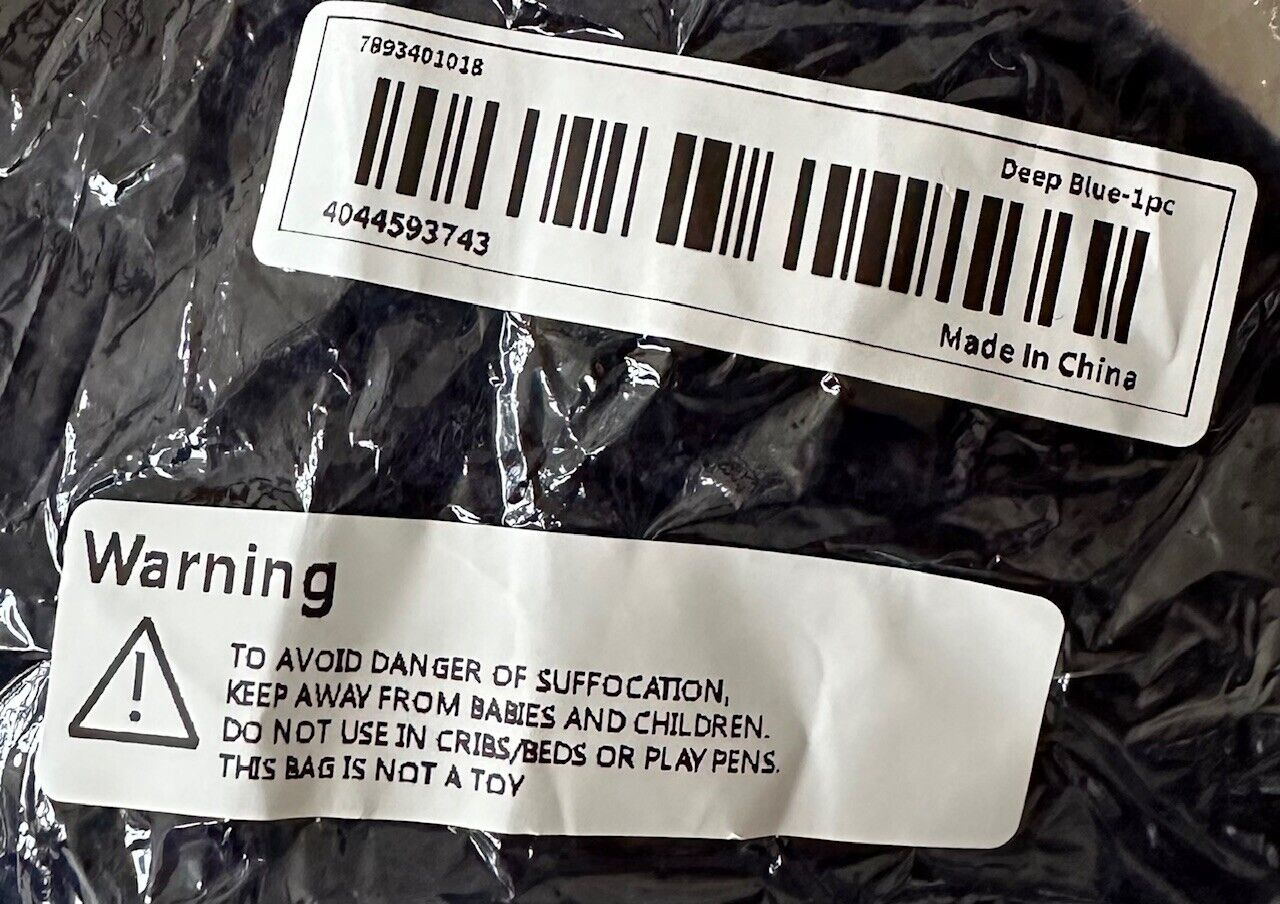 7893401018
Deep Blue-1pc
4044593743
Made In China
Warning
TO AVOID DANGER OF SUFFOCATION,
KEEP AWAY FROM BABIES AND CHILDREN.
DO NOT USE IN CRIBS/BEDS OR PLAY PENS.
THIS BAG IS NOT A TOY